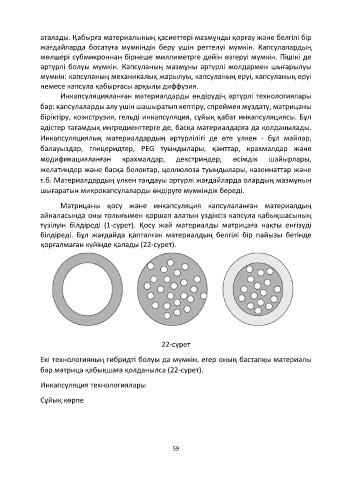 аталады. Қабырға материалының қасиеттері мазмұнды қорғау және белгілі бір
жағдайларда босатуға мүмкіндік беру үшін реттелуі мүмкін. Капсулалардың
мөлшері субмикроннан бірнеше миллиметрге дейін өзгеруі мүмкін. Пішіні де
әртүрлі болуы мүмкін. Капсуланың мазмұны әртүрлі жолдармен шығарылуы
мүмкін: капсуланың механикалық жарылуы, капсуланың еруі, капсуланың еруі
немесе капсула қабырғасы арқылы диффузия.
Инкапсуляцияланған материалдарды өндірудің әртүрлі технологиялары
бар: капсулаларды алу үшін шашыратып кептіру, спреймен мұздату, матрицаны
біріктіру, коэкструзия, гельді инкапсуляция, сұйық қабат инкапсуляциясы. Бұл
әдістер тағамдық ингредиенттерге де, басқа материалдарға да қолданылады.
Инкапсуляциялық материалдардың әртүрлілігі де өте үлкен - бұл майлар,
балауыздар, глицеридтер, PEG туындылары, қанттар, крахмалдар және
модификацияланған крахмалдар, декстриндер, өсімдік шайырлары,
желатиндер және басқа белоктар, целлюлоза туындылары, казеинаттар және
т.б. Материалдардың үлкен таңдауы әртүрлі жағдайларда олардың мазмұнын
шығаратын микрокапсулаларды өндіруге мүмкіндік береді.
Матрицаны қосу және инкапсуляция капсулаланған материалдың
айналасында оны толығымен қоршап алатын үздіксіз капсула қабықшасының
түзілуін білдіреді (1-сурет). Қосу жай материалды матрицаға нақты енгізуді
білдіреді. Бұл жағдайда қапталған материалдың белгілі бір пайызы бетінде
қорғалмаған күйінде қалады (22-сурет).
22-сурет
Екі технологияның гибридті болуы да мүмкін, егер оның бастапқы материалы
бар матрица қабықшаға қолданылса (22-сурет).
Инкапсуляция технологиялары
Сұйық көрпе
59